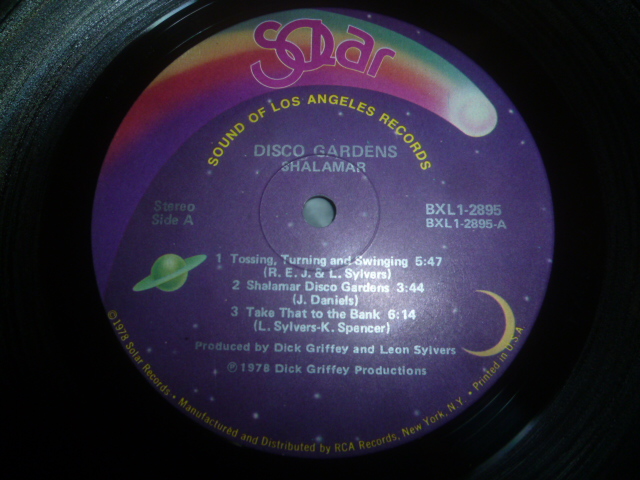 Solar
SOUND OF LOS ANGELES RECORDS
DISCO GARDENS
SHALAMAR
Stereo
Side A
BXL1-2895
BXL1-2895-A
1 Tossing, Turning and Swinging 5:47
(R. E. J. & L. Sylvers)
2 Shalamar Disco Gardens 3:44
(J. Daniels)
3 Take That to the Bank 6:14
(L. Sylvers-K. Spencer)
Produced by Dick Griffey and Leon Sylvers
℗ 1978 Dick Griffey Productions
©1978 Solar Records • Manufactured and Distributed by RCA Records, New York, N.Y. • Printed in U.S.A